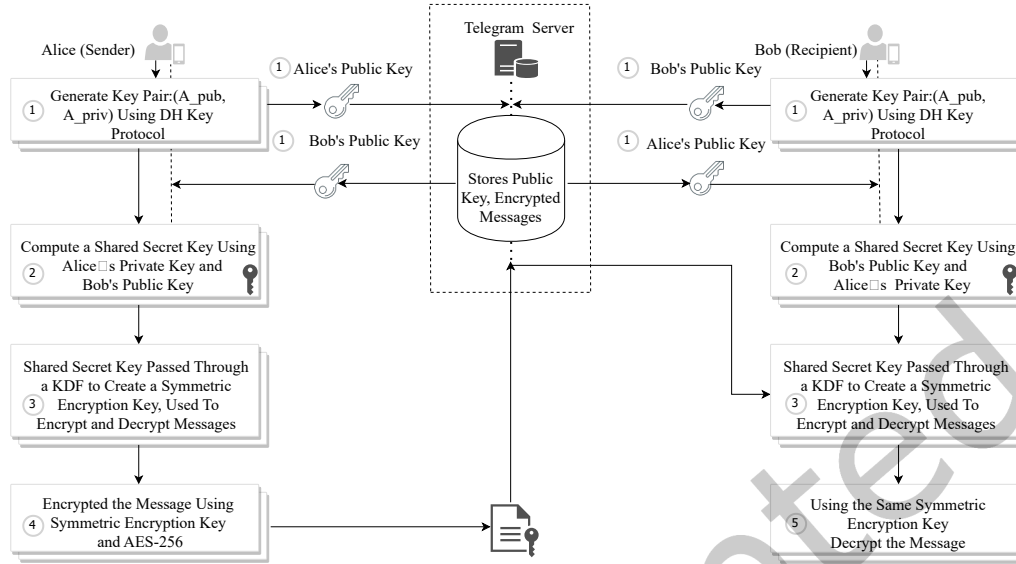 Telegram Server
Alice (Sender)
Bob (Recipient)
1 Alice's Public Key
1 Bob's Public Key
1 Generate Key Pair:(A_pub,
A_priv) Using DH Key
Protocol
1 Generate Key Pair:(A_pub,
A_priv) Using DH Key
Protocol
1 Bob's Public Key
1 Alice's Public Key
Stores Public
Key, Encrypted
Messages
Compute a Shared Secret Key Using
2 Alice□s Private Key and
Bob's Public Key
Compute a Shared Secret Key Using
2 Bob's Public Key and
Alice□s Private Key
Shared Secret Key Passed Through
a KDF to Create a Symmetric
3 Encryption Key, Used To
Encrypt and Decrypt Messages
Shared Secret Key Passed Through
a KDF to Create a Symmetric
3 Encryption Key, Used To
Encrypt and Decrypt Messages
Encrypted the Message Using
4 Symmetric Encryption Key
and AES-256
Using the Same Symmetric
5 Encryption Key
Decrypt the Message